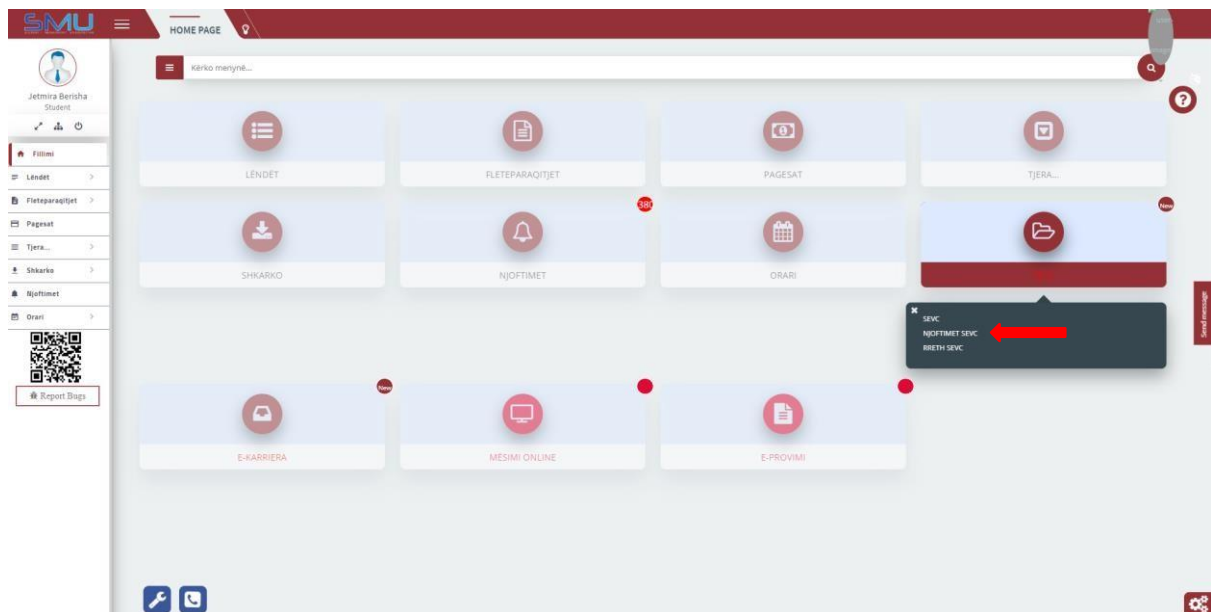 SMU
HOME PAGE
Kërko menynë...
Jetmira Berisha
Student
Fillimi
Lëndët
Fleteparaqitjet
Pagesat
Tjera...
Shkarko
Njoftimet
Orari
Report Bugs
LËNDËT
FLETEPARAQITJET
PAGESAT
TJERA...
380
New
SHKARKO
NJOFTIMET
ORARI
SEVC
NJOFTIMET SEVC
RRETH SEVC
Send message
New
E-KARRIERA
MËSIMI ONLINE
E-PROVIMI